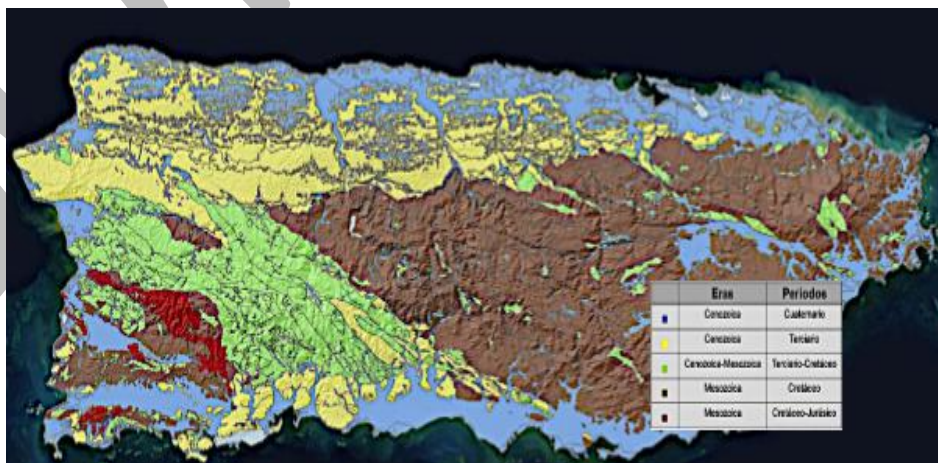 Eras Periodos
Cenozoica Cuaternario
Cenozoica Terciario
Cenozoica-Mesozoica Terciario-Cretáceo
Mesozoica Cretáceo
Mesozoica Cretáceo-Jurásico